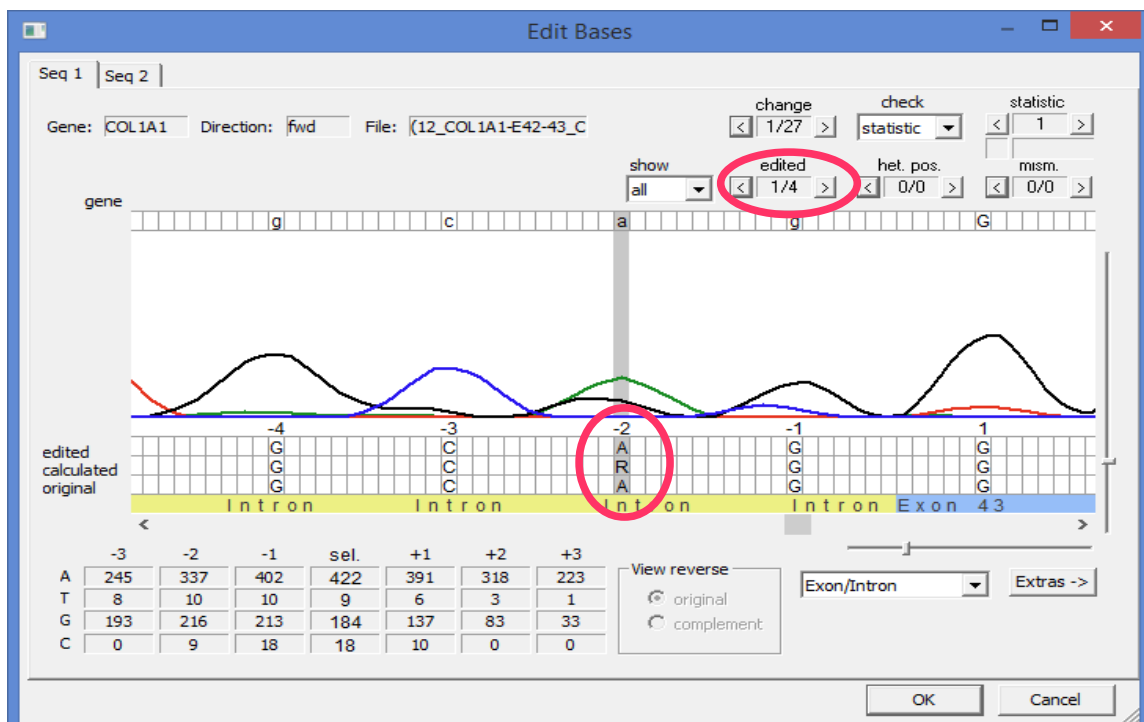 Edit Bases
Seq 1 Seq 2
change check statistic
Gene: COL1A1 Direction: fwd File: (12_COL1A1-E42-43_C < 1/27 > statistic < 1 >
show edited het. pos. mism.
all < 1/4 > < 0/0 > < 0/0 >
gene
g c a g G
-4 -3 -2 -1 1
edited G C A G G
calculated G C R G G
original G C A G G
Intron Intron Intron Intron Exon 43
< >
-3 -2 -1 sel. +1 +2 +3
A 245 337 402 422 391 318 223
T 8 10 10 9 6 3 1
G 193 216 213 184 137 83 33
C 0 9 18 18 10 0 0
View reverse
original
complement
Exon/Intron Extras ->
OK Cancel